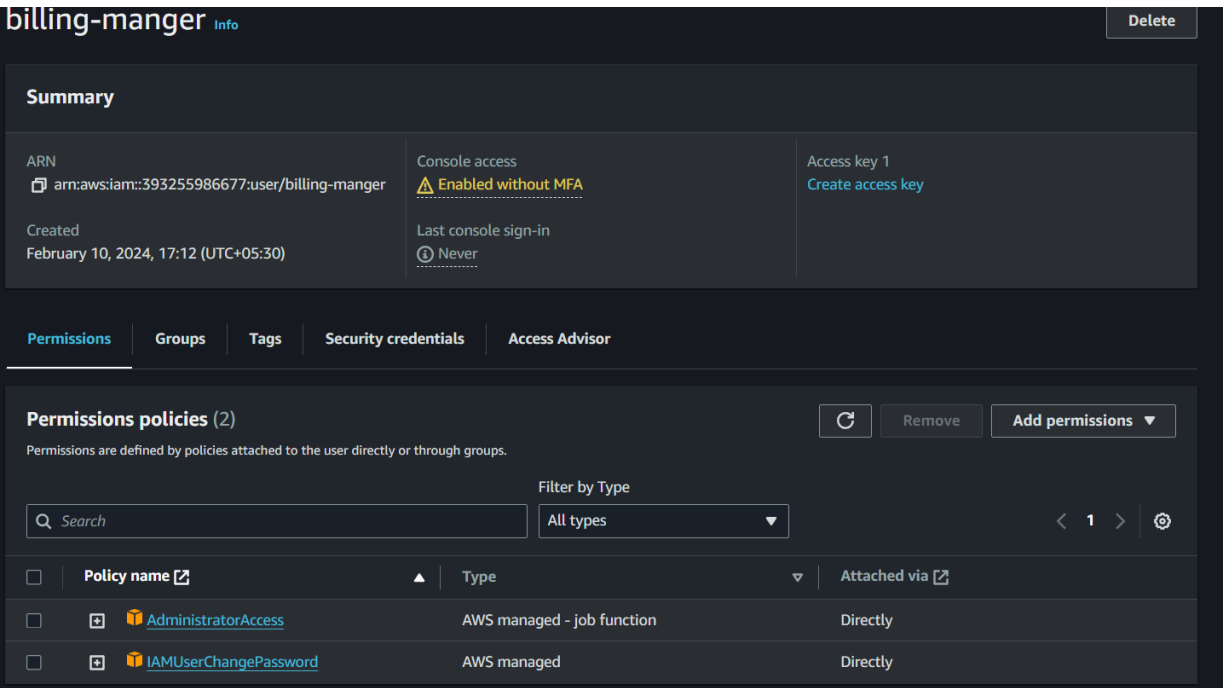 billing-manger Info
Delete
Summary
ARN
arn:aws:iam::393255986677:user/billing-manger
Created
February 10, 2024, 17:12 (UTC+05:30)
Console access
Enabled without MFA
Last console sign-in
Never
Access key 1
Create access key
Permissions Groups Tags Security credentials Access Advisor
Permissions policies (2)
Remove Add permissions
Permissions are defined by policies attached to the user directly or through groups.
Filter by Type
Search
All types
1
Policy name Type Attached via
AdministratorAccess AWS managed - job function Directly
IAMUserChangePassword AWS managed Directly